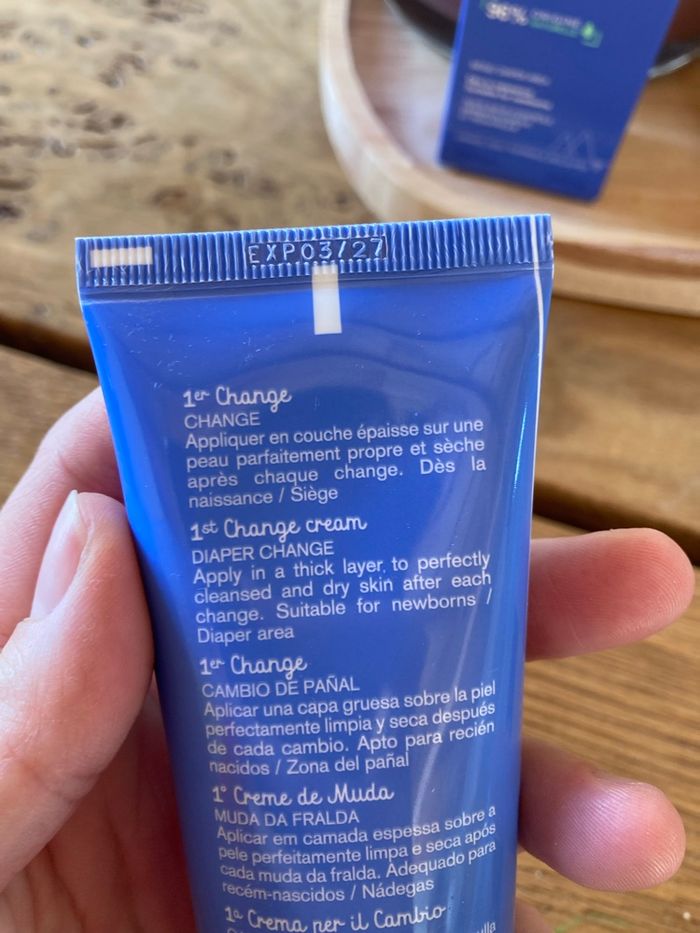 96% ORIGINE
EXP03/27
1er Change
CHANGE
Appliquer en couche épaisse sur une
peau parfaitement propre et sèche
après chaque change. Dès la
naissance / Siège
1st Change cream
DIAPER CHANGE
Apply in a thick layer, to perfectly
cleansed and dry skin after each
change. Suitable for newborns /
Diaper area
1er Change
CAMBIO DE PAÑAL
Aplicar una capa gruesa sobre la piel
perfectamente limpia y seca después
de cada cambio. Apto para recién
nacidos / Zona del pañal
1° Creme de Muda
MUDA DA FRALDA
Aplicar em camada espessa sobre a
pele perfeitamente limpa e seca após
cada muda da fralda. Adequado para
recém-nascidos / Nádegas
1a Crema per il Cambio